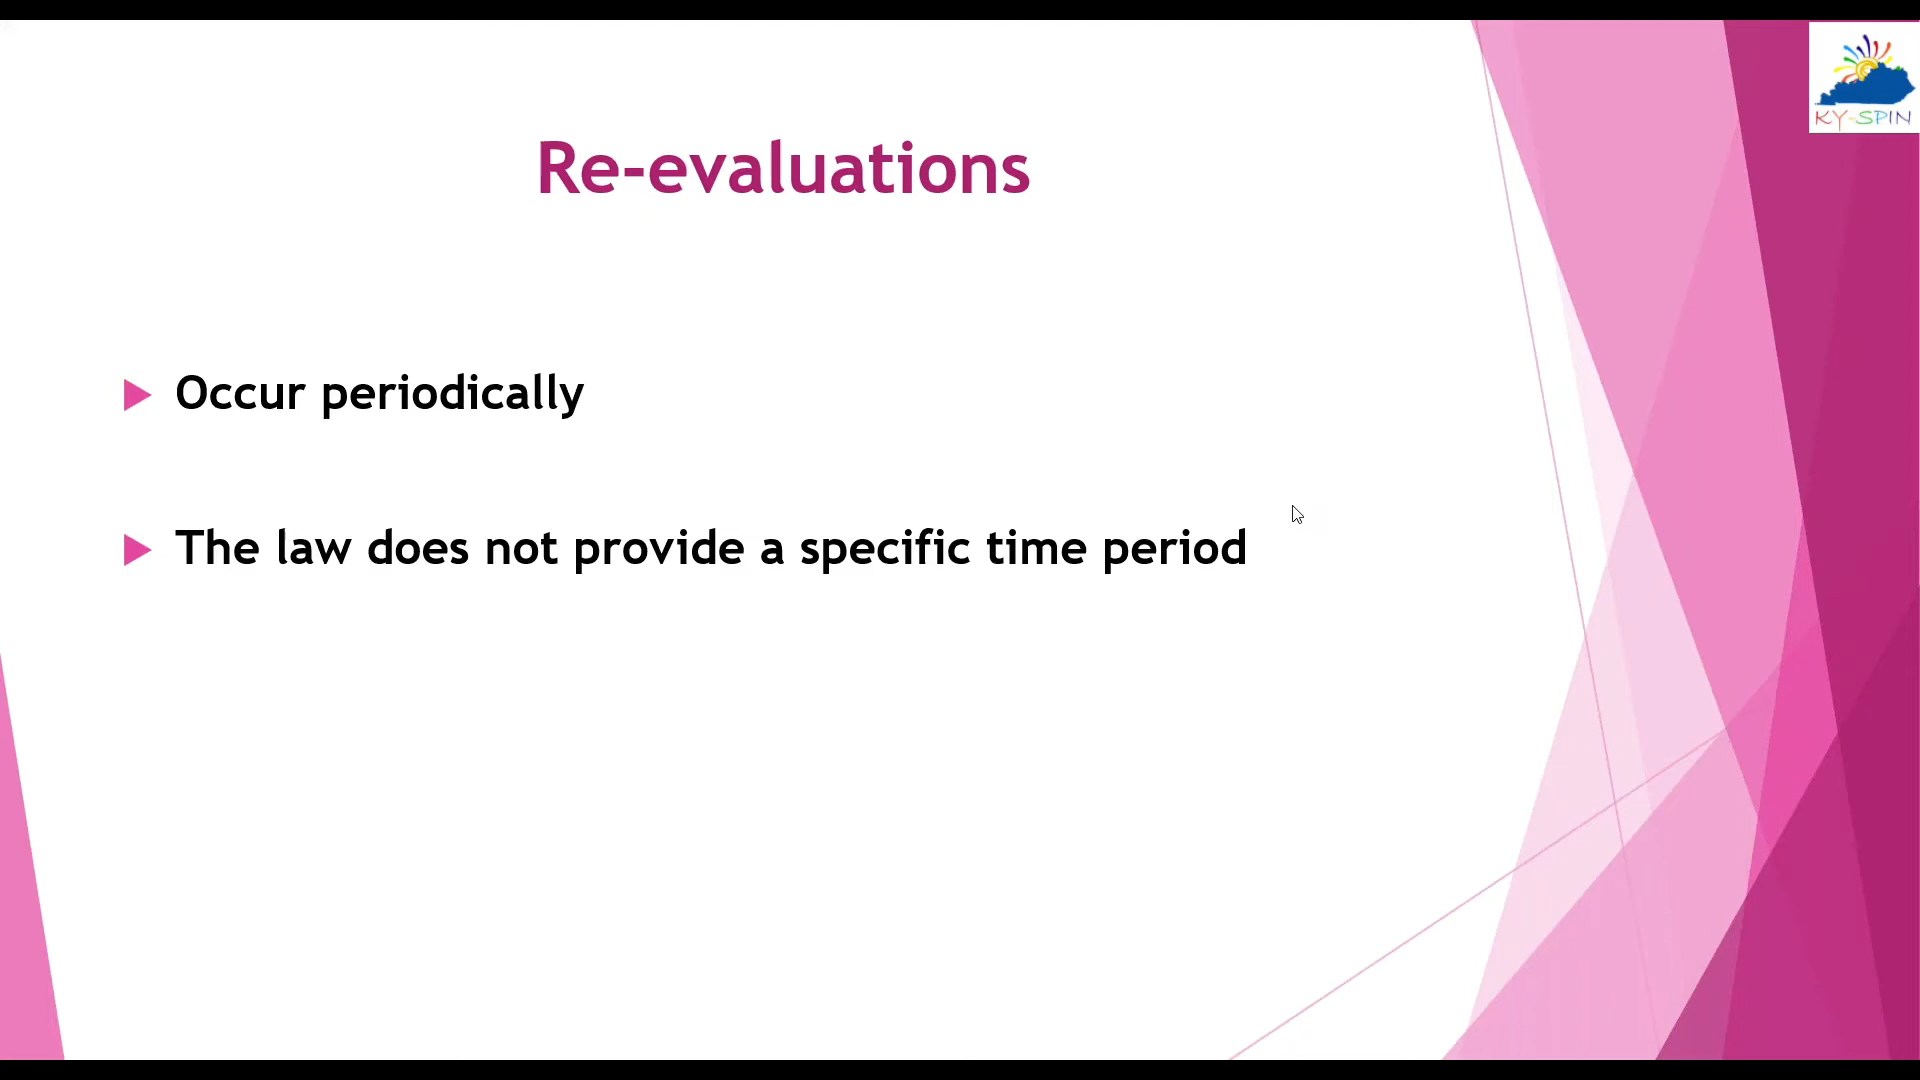 KY-SPIN
Re-evaluations
Occur periodically
The law does not provide a specific time period